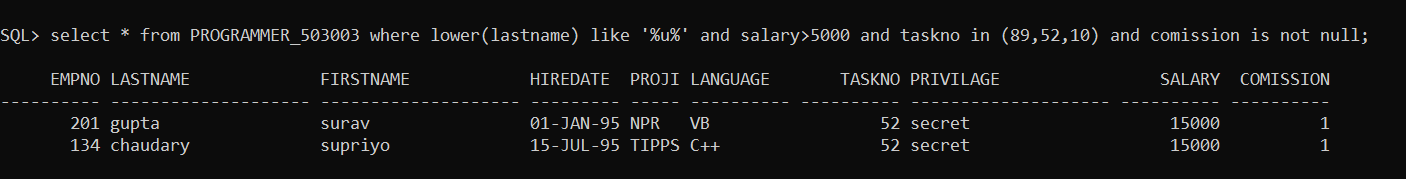 SQL> select * from PROGRAMMER_503003 where lower(lastname) like '%u%' and salary>5000 and taskno in (89,52,10) and comission is not null;
     EMPNO LASTNAME             FIRSTNAME            HIREDATE  PROJI LANGUAGE       TASKNO PRIVILAGE                SALARY  COMISSION
---------- -------------------- -------------------- --------- ----- ---------- ---------- -------------------- ---------- ----------
       201 gupta                surav                01-JAN-95 NPR   VB                 52 secret                    15000          1
       134 chaudary             supriyo              15-JUL-95 TIPPS C++                52 secret                    15000          1